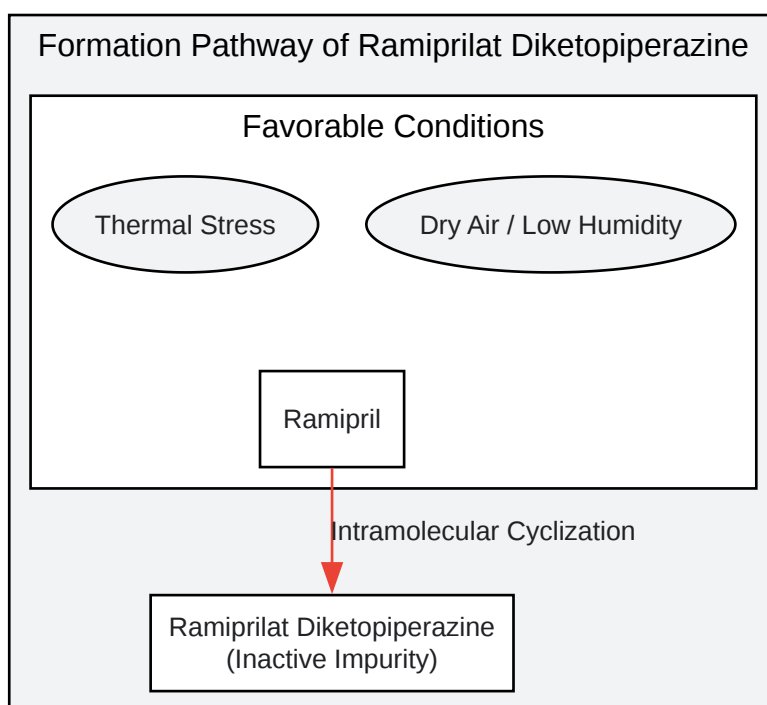 Formation Pathway of Ramiprilat Diketopiperazine
Favorable Conditions
Thermal Stress
Dry Air / Low Humidity
Ramipril
Intramolecular Cyclization
Ramiprilat Diketopiperazine
(Inactive Impurity)